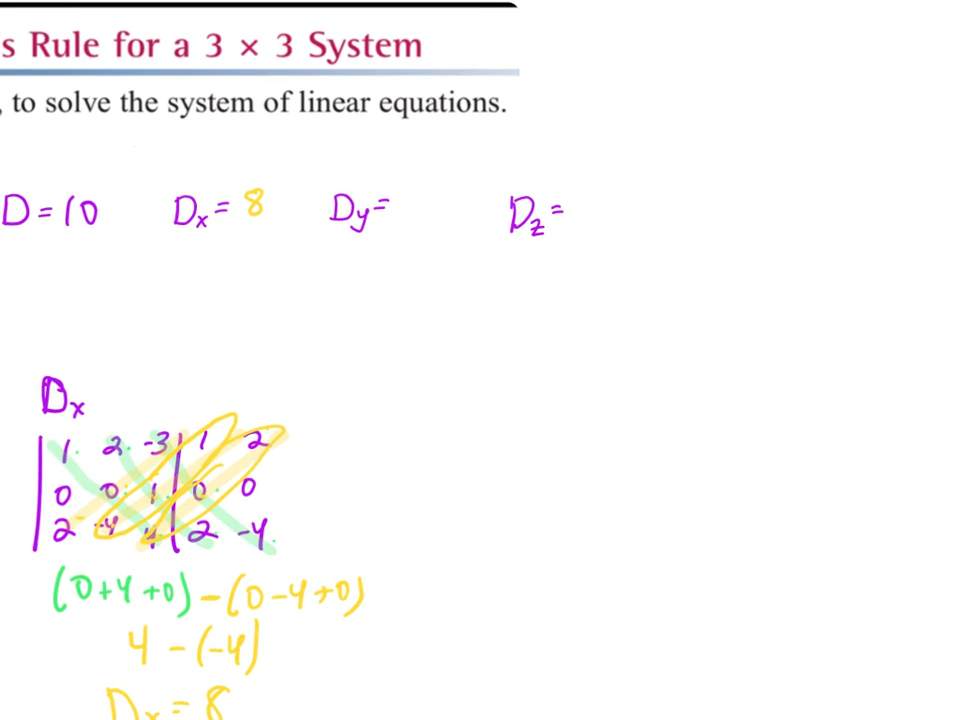 s Rule for a 3 × 3 System
, to solve the system of linear equations.
D = 10 Dx = 8 Dy = Dz =
Dx
1 2 -3 1 2
0 0 1 0 0
2 -4 4 2 -4
(0+4+0) - (0-4+0)
4 - (-4)
Dx = 8